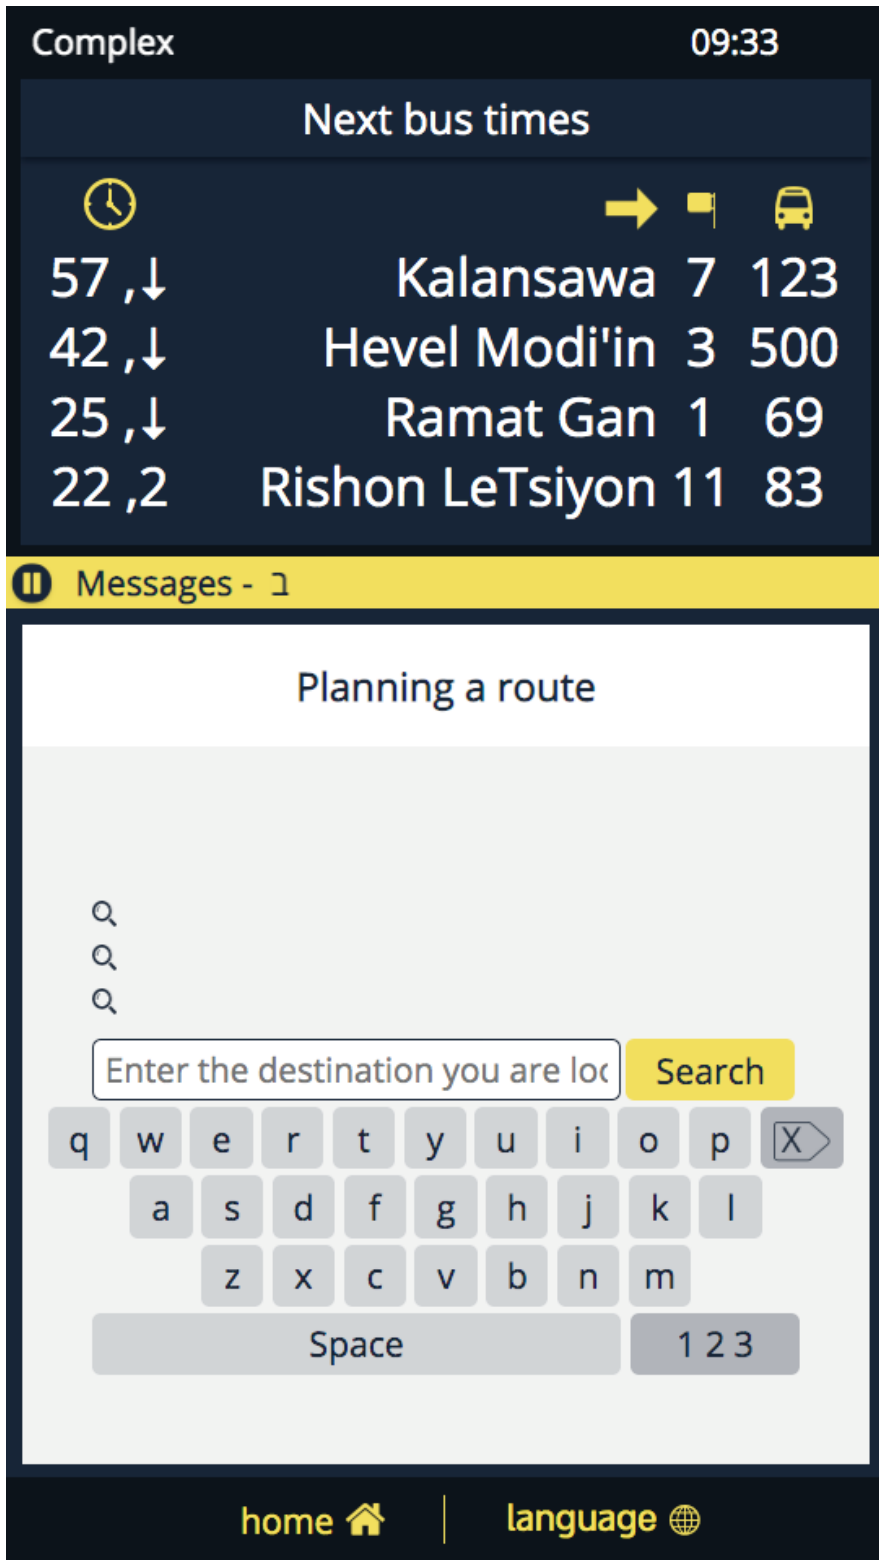 Complex 09:33
Next bus times
57 ,↓ Kalansawa 7 123
42 ,↓ Hevel Modi'in 3 500
25 ,↓ Ramat Gan 1 69
22 ,2 Rishon LeTsiyon 11 83
Messages - ב
Planning a route
Enter the destination you are loc Search
q w e r t y u i o p X
a s d f g h j k l
z x c v b n m
Space 1 2 3
home language